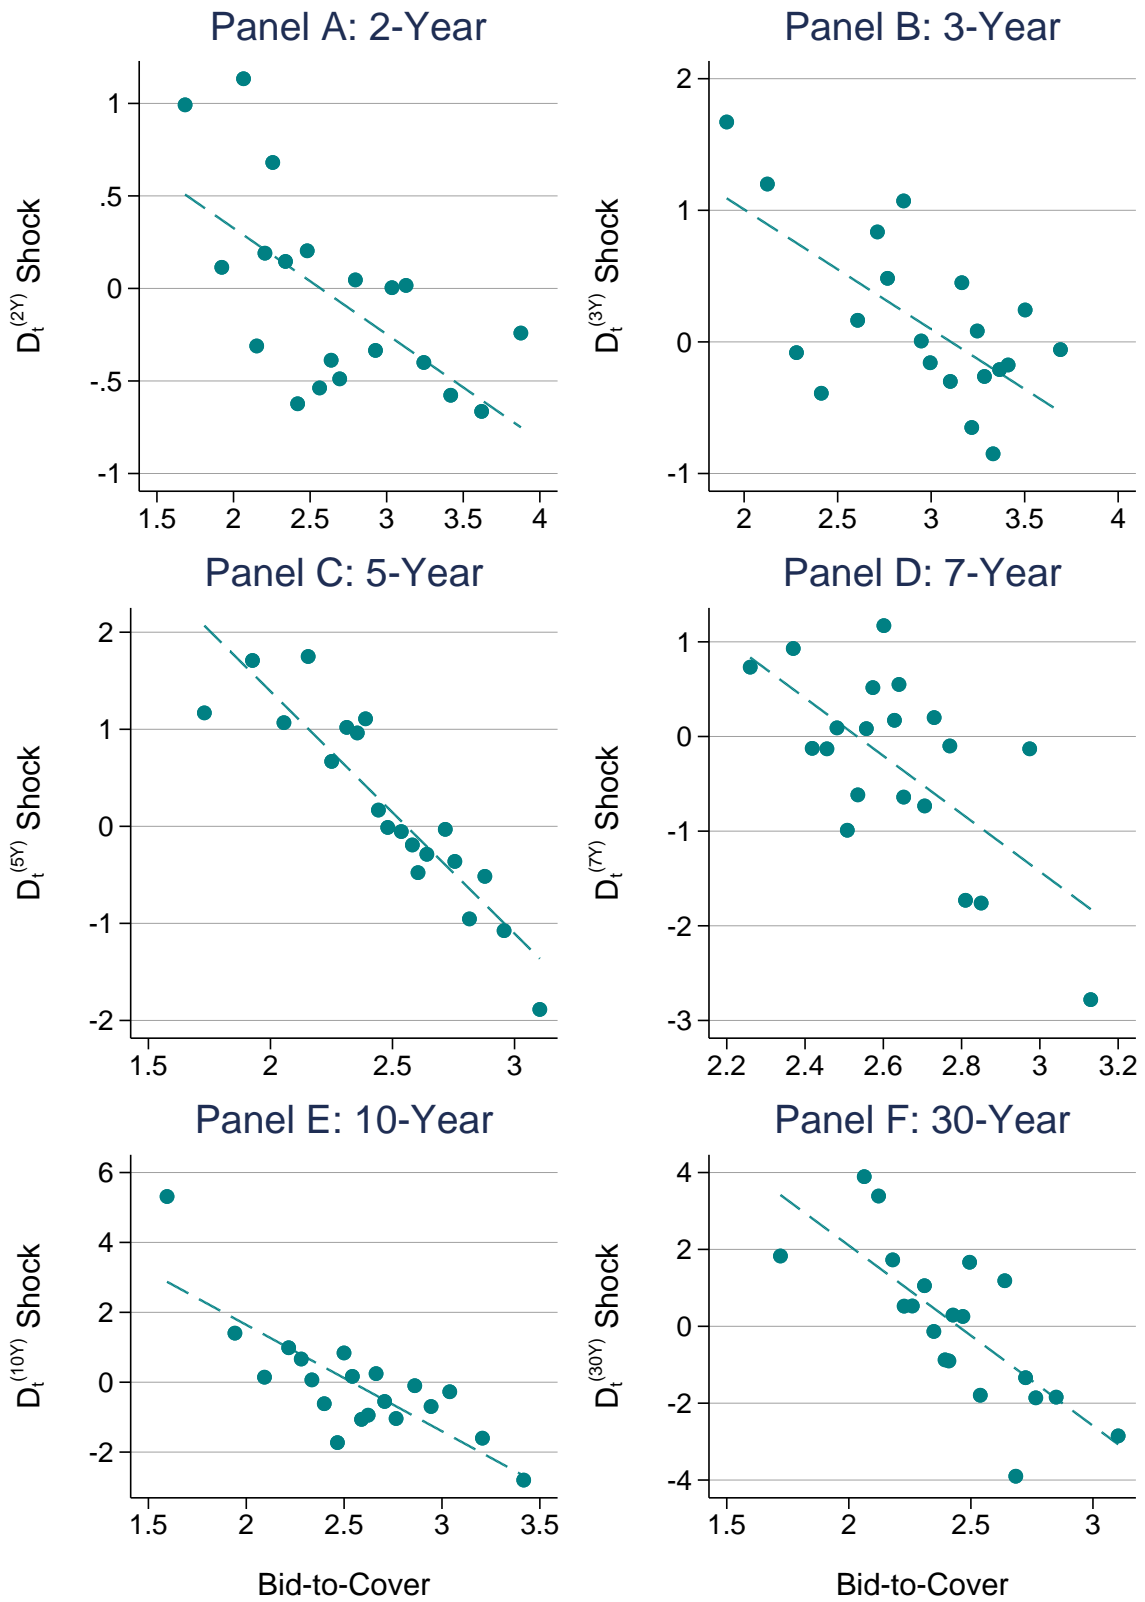 Panel A: 2-Year
Panel B: 3-Year
1
.5
0
-.5
-1
D_t^(2Y) Shock
1.5 2 2.5 3 3.5 4
2
1
0
-1
D_t^(3Y) Shock
2 2.5 3 3.5 4
Panel C: 5-Year
Panel D: 7-Year
2
1
0
-1
-2
D_t^(5Y) Shock
1.5 2 2.5 3
1
0
-1
-2
-3
D_t^(7Y) Shock
2.2 2.4 2.6 2.8 3 3.2
Panel E: 10-Year
Panel F: 30-Year
6
4
2
0
-2
D_t^(10Y) Shock
1.5 2 2.5 3 3.5
Bid-to-Cover
4
2
0
-2
-4
D_t^(30Y) Shock
1.5 2 2.5 3
Bid-to-Cover